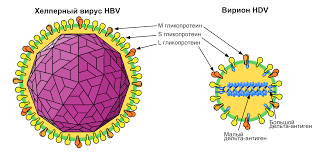 Хелперный вирус HBV
Вирион HDV
М гликопротеин
S гликопротеин
L гликопротеин
Малый
дельта-антиген
Большой
дельта-антиген